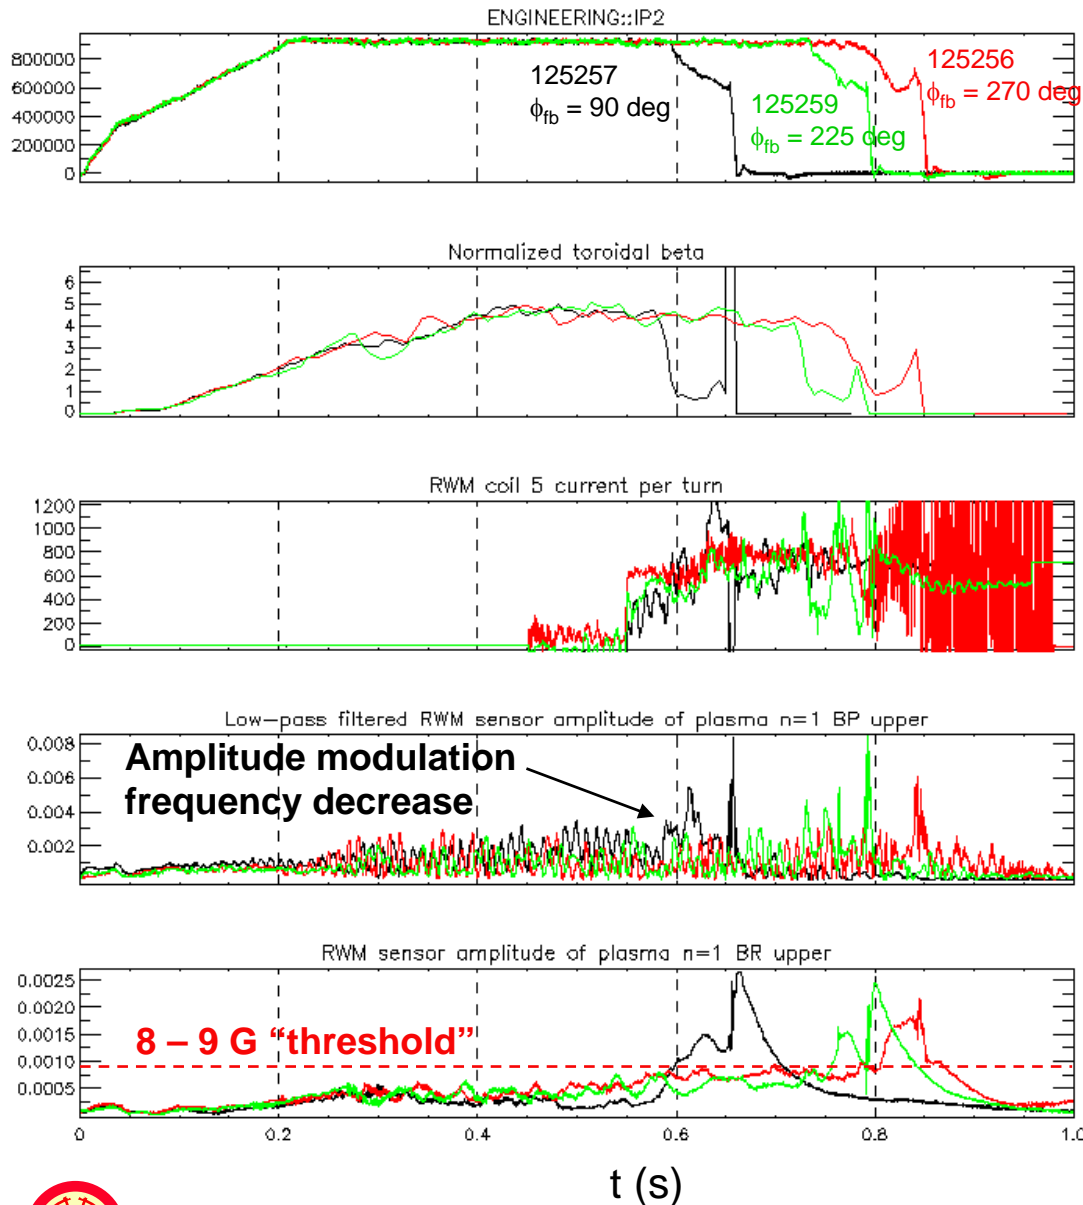 ENGINEERING::IP2
800000
600000
400000
200000
0
125257
ϕfb = 90 deg
125259
ϕfb = 225 deg
125256
ϕfb = 270 deg
Normalized toroidal beta
6
5
4
3
2
1
0
RWM coil 5 current per turn
1200
1000
800
600
400
200
0
Low-pass filtered RWM sensor amplitude of plasma n=1 BP upper
0.008
0.006
0.004
0.002
Amplitude modulation
frequency decrease
RWM sensor amplitude of plasma n=1 BR upper
0.0025
0.0020
0.0015
0.0010
0.0005
8 – 9 G “threshold”
0 0.2 0.4 0.6 0.8 1.0
t (s)